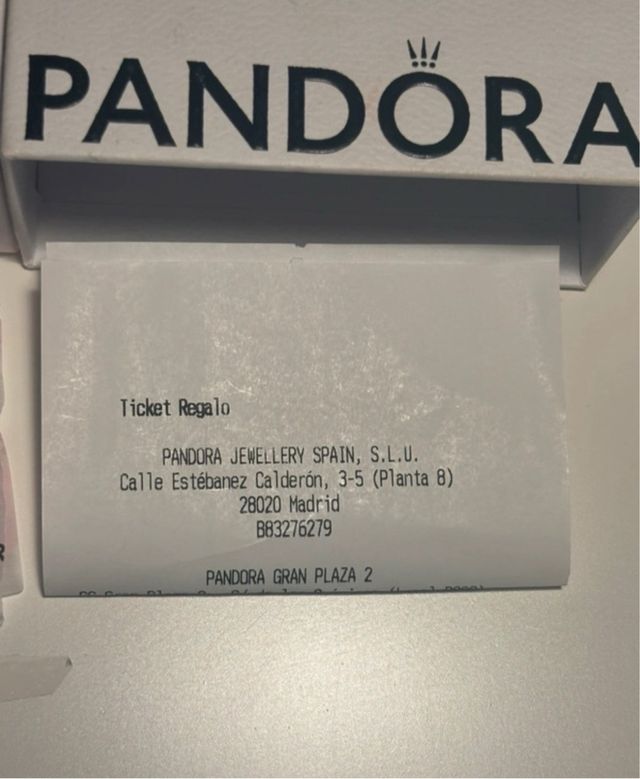 PANDORA
Ticket Regalo
PANDORA JEWELLERY SPAIN, S.L.U.
Calle Estébanez Calderón, 3-5 (Planta 8)
28020 Madrid
B83276279
PANDORA GRAN PLAZA 2